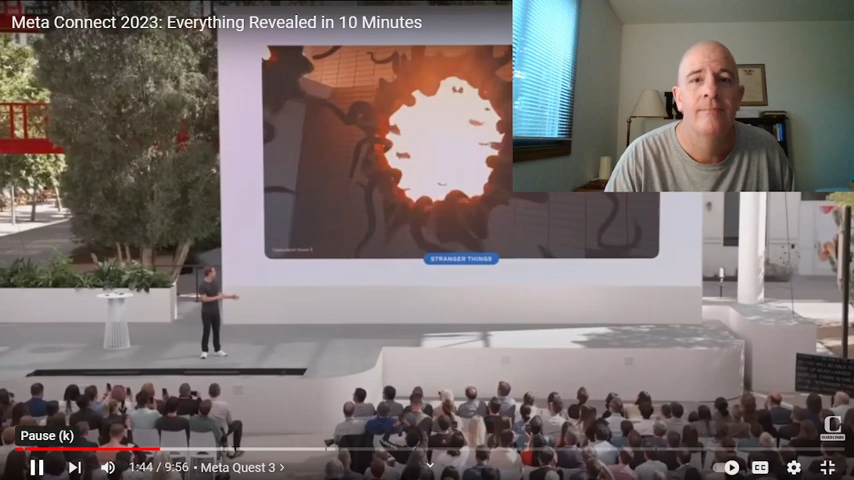 Meta Connect 2023: Everything Revealed in 10 Minutes
STRANGER THINGS
Pause (k)
SUBSCRIBE
1:44 / 9:56 • Meta Quest 3 ›
CC